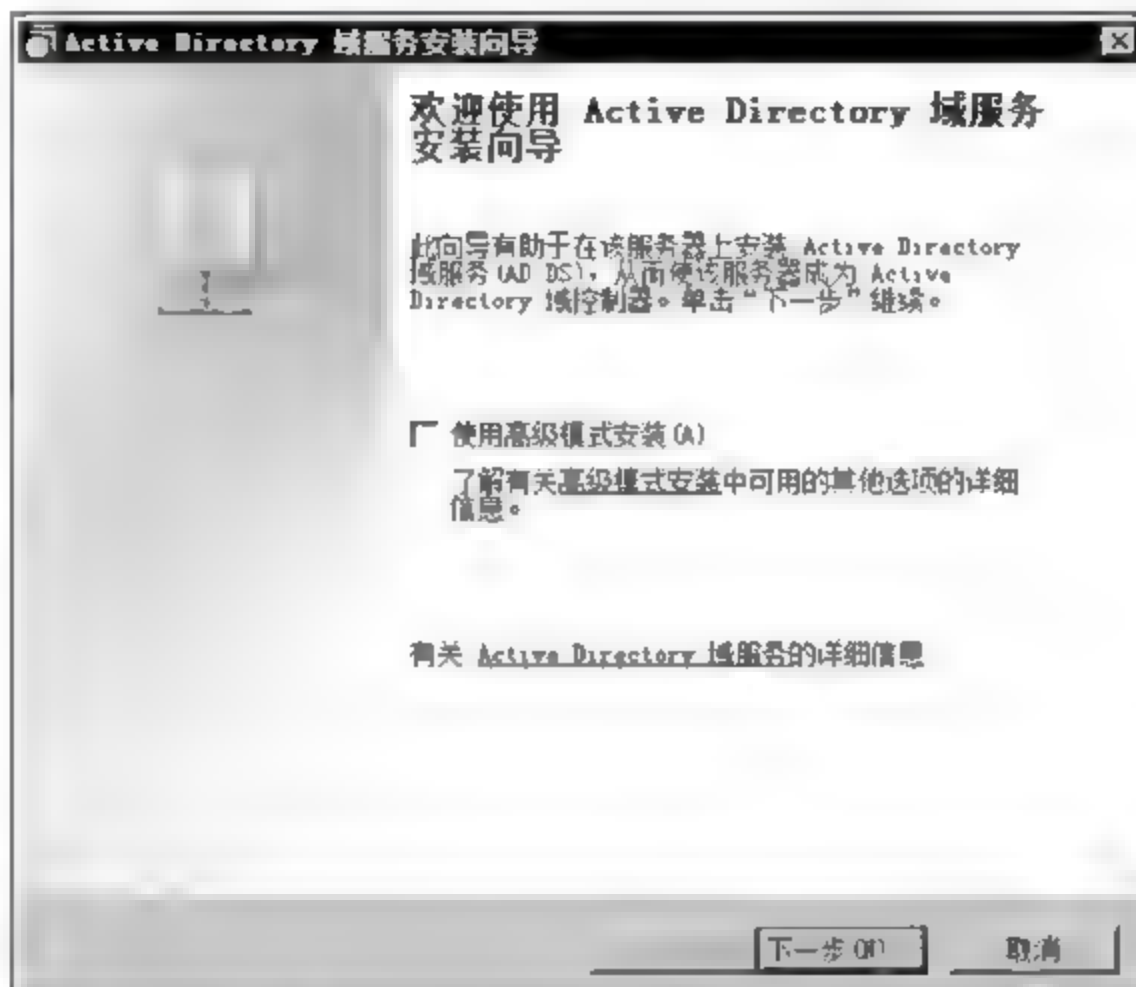 Active Directory 域服务安装向导
欢迎使用 Active Directory 域服务
安装向导
此向导有助于在该服务器上安装 Active Directory
域服务(AD DS)，从而使该服务器成为 Active
Directory 域控制器。单击“下一步”继续。
使用高级模式安装(A)
了解有关高级模式安装中可用的其他选项的详细
信息。
有关 Active Directory 域服务的详细信息
下一步(N)
取消